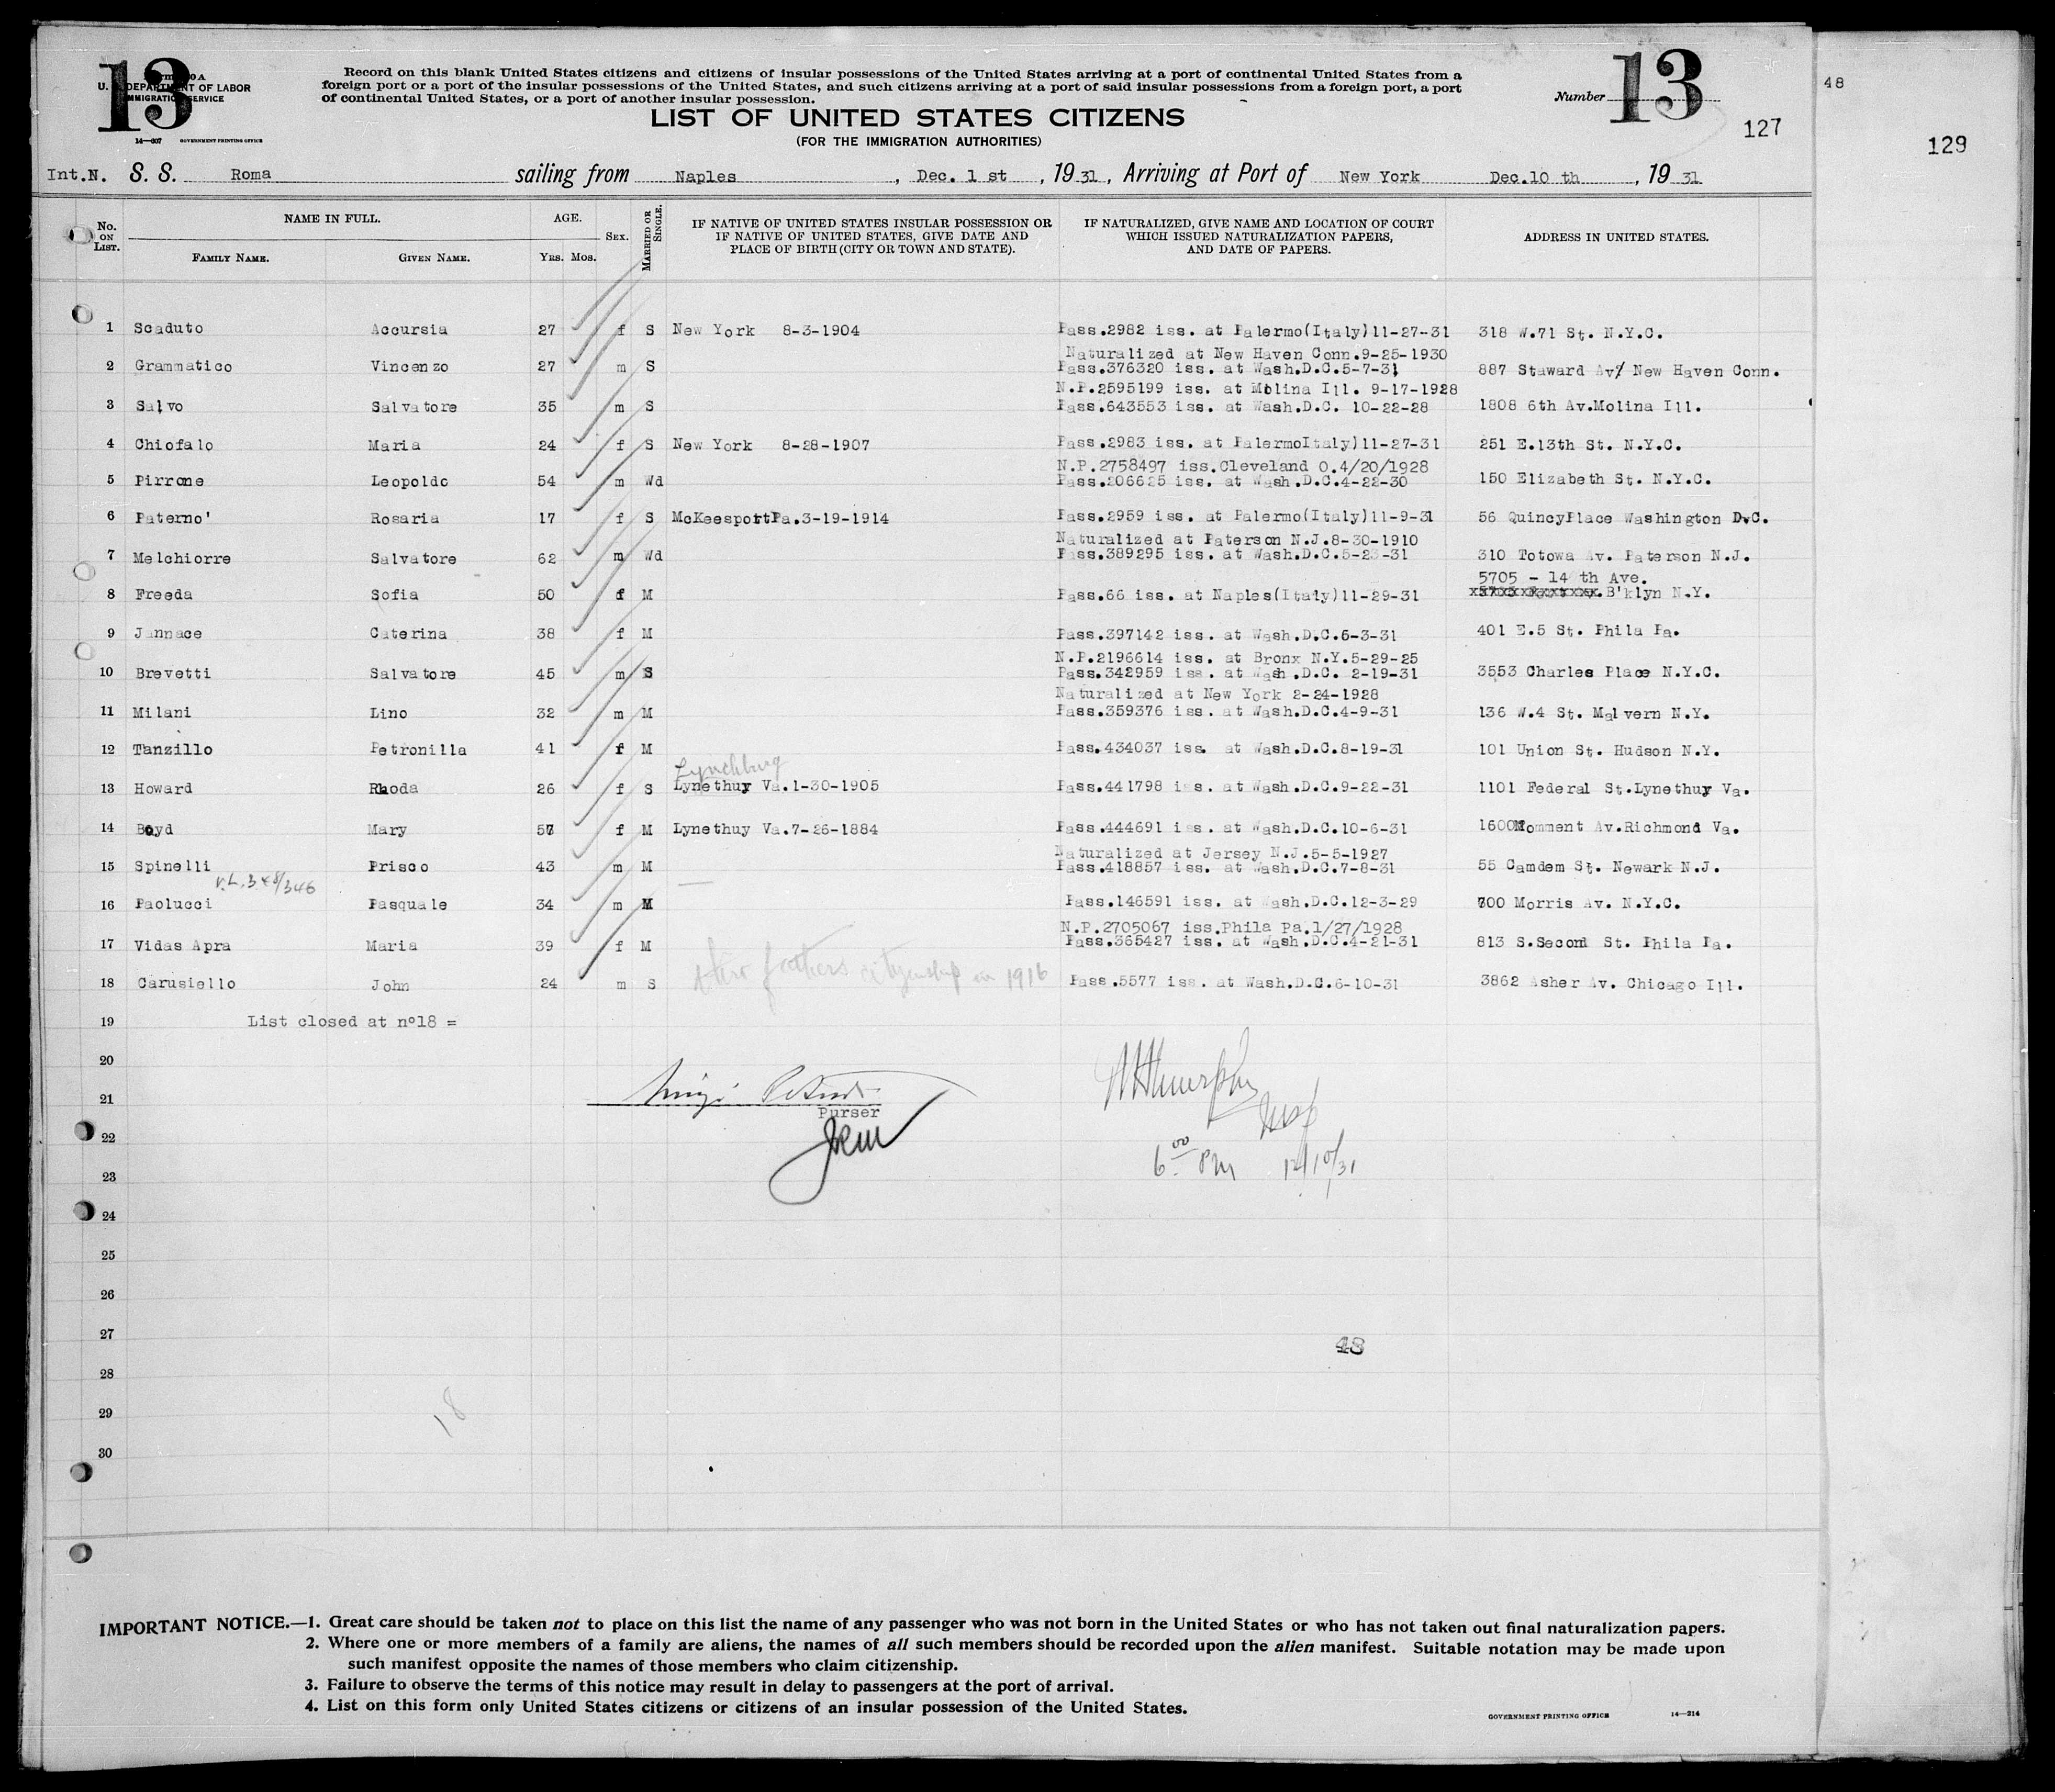 13
Form 500 A
U. S. DEPARTMENT OF LABOR
IMMIGRATION SERVICE
14—607 GOVERNMENT PRINTING OFFICE
Record on this blank United States citizens and citizens of insular possessions of the United States arriving at a port of continental United States from a
foreign port or a port of the insular possessions of the United States, and such citizens arriving at a port of said insular possessions from a foreign port, a port
of continental United States, or a port of another insular possession.
LIST OF UNITED STATES CITIZENS
(FOR THE IMMIGRATION AUTHORITIES)
Number 13
127
48
129
Int.N. S. S. Roma sailing from Naples , Dec. 1 st , 19 31 , Arriving at Port of New York Dec.10 th , 19 31
No. ON LIST. NAME IN FULL. FAMILY NAME. GIVEN NAME. AGE. YRS. MOS. SEX. MARRIED OR SINGLE.
IF NATIVE OF UNITED STATES INSULAR POSSESSION OR
IF NATIVE OF UNITED STATES, GIVE DATE AND
PLACE OF BIRTH (CITY OR TOWN AND STATE).
IF NATURALIZED, GIVE NAME AND LOCATION OF COURT
WHICH ISSUED NATURALIZATION PAPERS,
AND DATE OF PAPERS.
ADDRESS IN UNITED STATES.
1 Scaduto Accursia 27 f S New York 8-3-1904 Pass.2982 iss. at Palermo(Italy)11-27-31 318 W.71 St. N.Y.C.
Naturalized at New Haven Conn.9-25-1930
2 Grammatico Vincenzo 27 m S Pass.376320 iss. at Wash.D.C.5-7-31 887 Staward Av/ New Haven Conn.
N.P.2595199 iss. at Molina Ill. 9-17-1928
3 Salvo Salvatore 35 m S Pass.643553 iss. at Wash.D.C. 10-22-28 1808 6th Av.Molina Ill.
4 Chiofalo Maria 24 f S New York 8-28-1907 Pass.2983 iss. at PalermoItaly)11-27-31 251 E.13th St. N.Y.C.
N.P.2758497 iss.Cleveland O.4/20/1928
5 Pirrone Leopoldo 54 m Wd Pass.206625 iss. at Wash.D.C.4-22-30 150 Elizabeth St. N.Y.C.
6 Paterno' Rosaria 17 f S McKeesportPa.3-19-1914 Pass.2959 iss. at Palermo(Italy)11-9-31 56 QuincyPlace Washington D.C.
Naturalized at Paterson N.J.8-30-1910
7 Melchiorre Salvatore 62 m Wd Pass.389295 iss. at Wash.D.C.5-23-31 310 Totowa Av. Paterson N.J.
5705 - 14 th Ave.
8 Freeda Sofia 50 f M Pass.66 iss. at Naples(Italy)11-29-31 B'klyn N.Y.
9 Jannace Caterina 38 f M Pass.397142 iss. at Wash.D.C.6-3-31 401 E.5 St. Phila Pa.
N.P.2196614 iss. at Bronx N.Y.5-29-25
10 Brevetti Salvatore 45 m S Pass.342959 iss. at Wash.D.C. 2-19-31 3553 Charles Place N.Y.C.
Naturalized at New York 2-24-1928
11 Milani Lino 32 m M Pass.359376 iss. at Wash.D.C.4-9-31 136 W.4 St. Malvern N.Y.
12 Tanzillo Petronilla 41 f M Pass.434037 iss. at Wash.D.C.8-19-31 101 Union St. Hudson N.Y.
Lynchburg
13 Howard Rhoda 26 f S Lynethuy Va.1-30-1905 Pass.441798 iss. at Wash.D.C.9-22-31 1101 Federal St.Lynethuy Va.
14 Boyd Mary f M Lynethuy Va.7-26-1884 Pass.444691 iss. at Wash.D.C.10-6-31 1600 Momment Av.Richmond Va.
Naturalized at Jersey N.J.5-5-1927
15 Spinelli Prisco 43 m M Pass.418857 iss. at Wash.D.C.7-8-31 55 Camdem St. Newark N.J.
V.L.348/346
16 Paolucci Pasquale 34 m M Pass.146591 iss. at Wash.D.C.12-3-29 700 Morris Av. N.Y.C.
N.P.2705067 iss.Phila Pa.1/27/1928
17 Vidas Apra Maria 39 f M Pass.365427 iss. at Wash.D.C.4-21-31 813 S.Second St. Phila Pa.
thro fathers citizenship in 1916
18 Carusiello John 24 m S Pass.5577 iss. at Wash.D.C.6-10-31 3862 Asher Av. Chicago Ill.
19 List closed at n°18 =
20
21
Purser
22
6 00 PM 12/10/31
23
24
25
26
27
48
28
29
18
30
IMPORTANT NOTICE.—1. Great care should be taken not to place on this list the name of any passenger who was not born in the United States or who has not taken out final naturalization papers.
2. Where one or more members of a family are aliens, the names of all such members should be recorded upon the alien manifest. Suitable notation may be made upon
such manifest opposite the names of those members who claim citizenship.
3. Failure to observe the terms of this notice may result in delay to passengers at the port of arrival.
4. List on this form only United States citizens or citizens of an insular possession of the United States.
GOVERNMENT PRINTING OFFICE 14—214